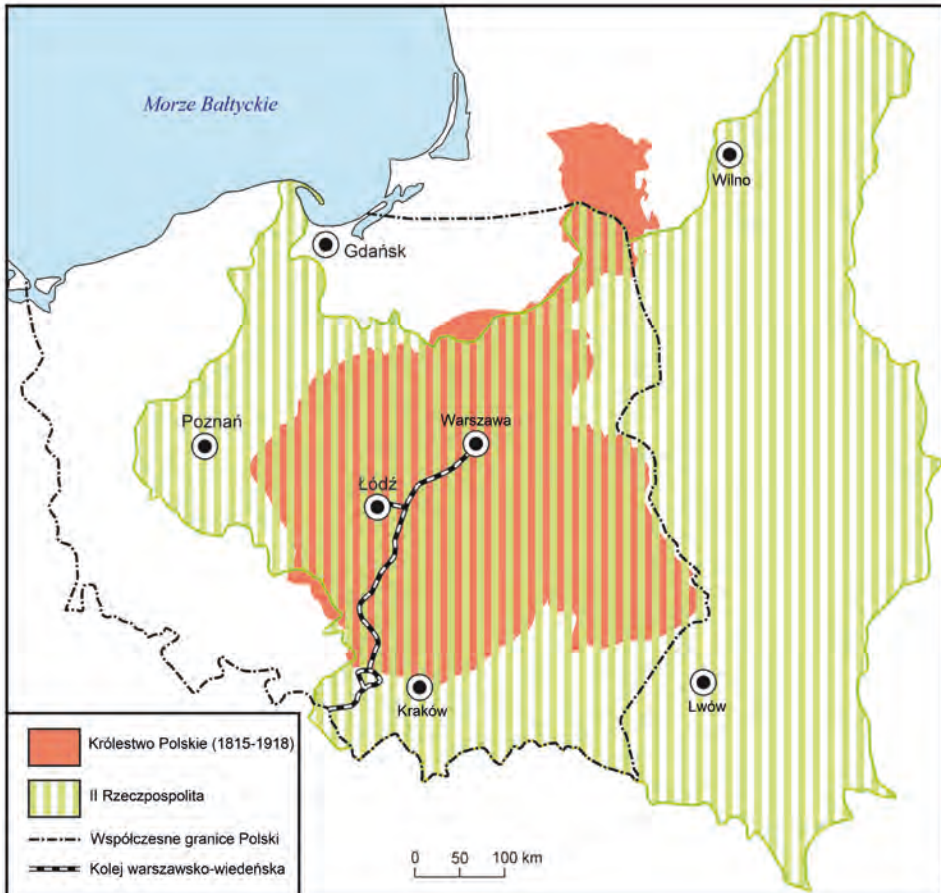 Morze Bałtyckie
Wilno
Gdańsk
Poznań
Warszawa
Łódź
Kraków
Lwów
Królestwo Polskie (1815-1918)
II Rzeczpospolita
Współczesne granice Polski
Kolej warszawsko-wiedeńska
0 50 100 km